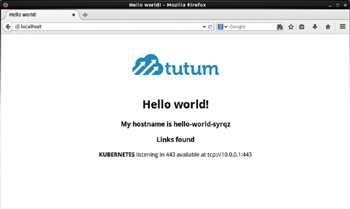 Hello world! - Mozilla Firefox
Hello world!
localhost
Google
tutum
Hello world!
My hostname is hello-world-syrqz
Links found
KUBERNETES listening in 443 available at tcp://10.0.0.1:443